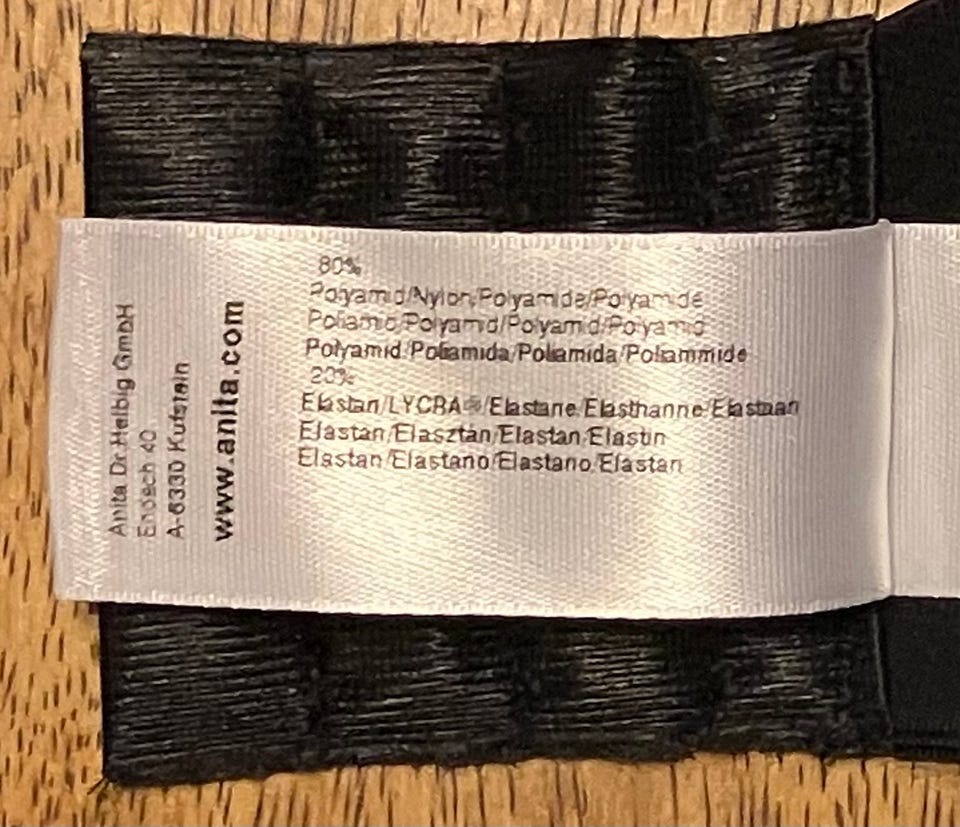 Anita Dr.Helbig GmbH
Endach 40
A-6330 Kufstein
www.anita.com
80%
Polyamid/Nylon/Polyamide/Polyamide
Poliamid/Polyamid/Polyamid/Polyamid
Polyamid/Poliamida/Poliamida/Poliammide
20%
Elastan/LYCRA®/Elastane/Elasthanne/Elastaan
Elastan/Elasztán/Elastan/Elastin
Elastan/Elastano/Elastano/Elastan